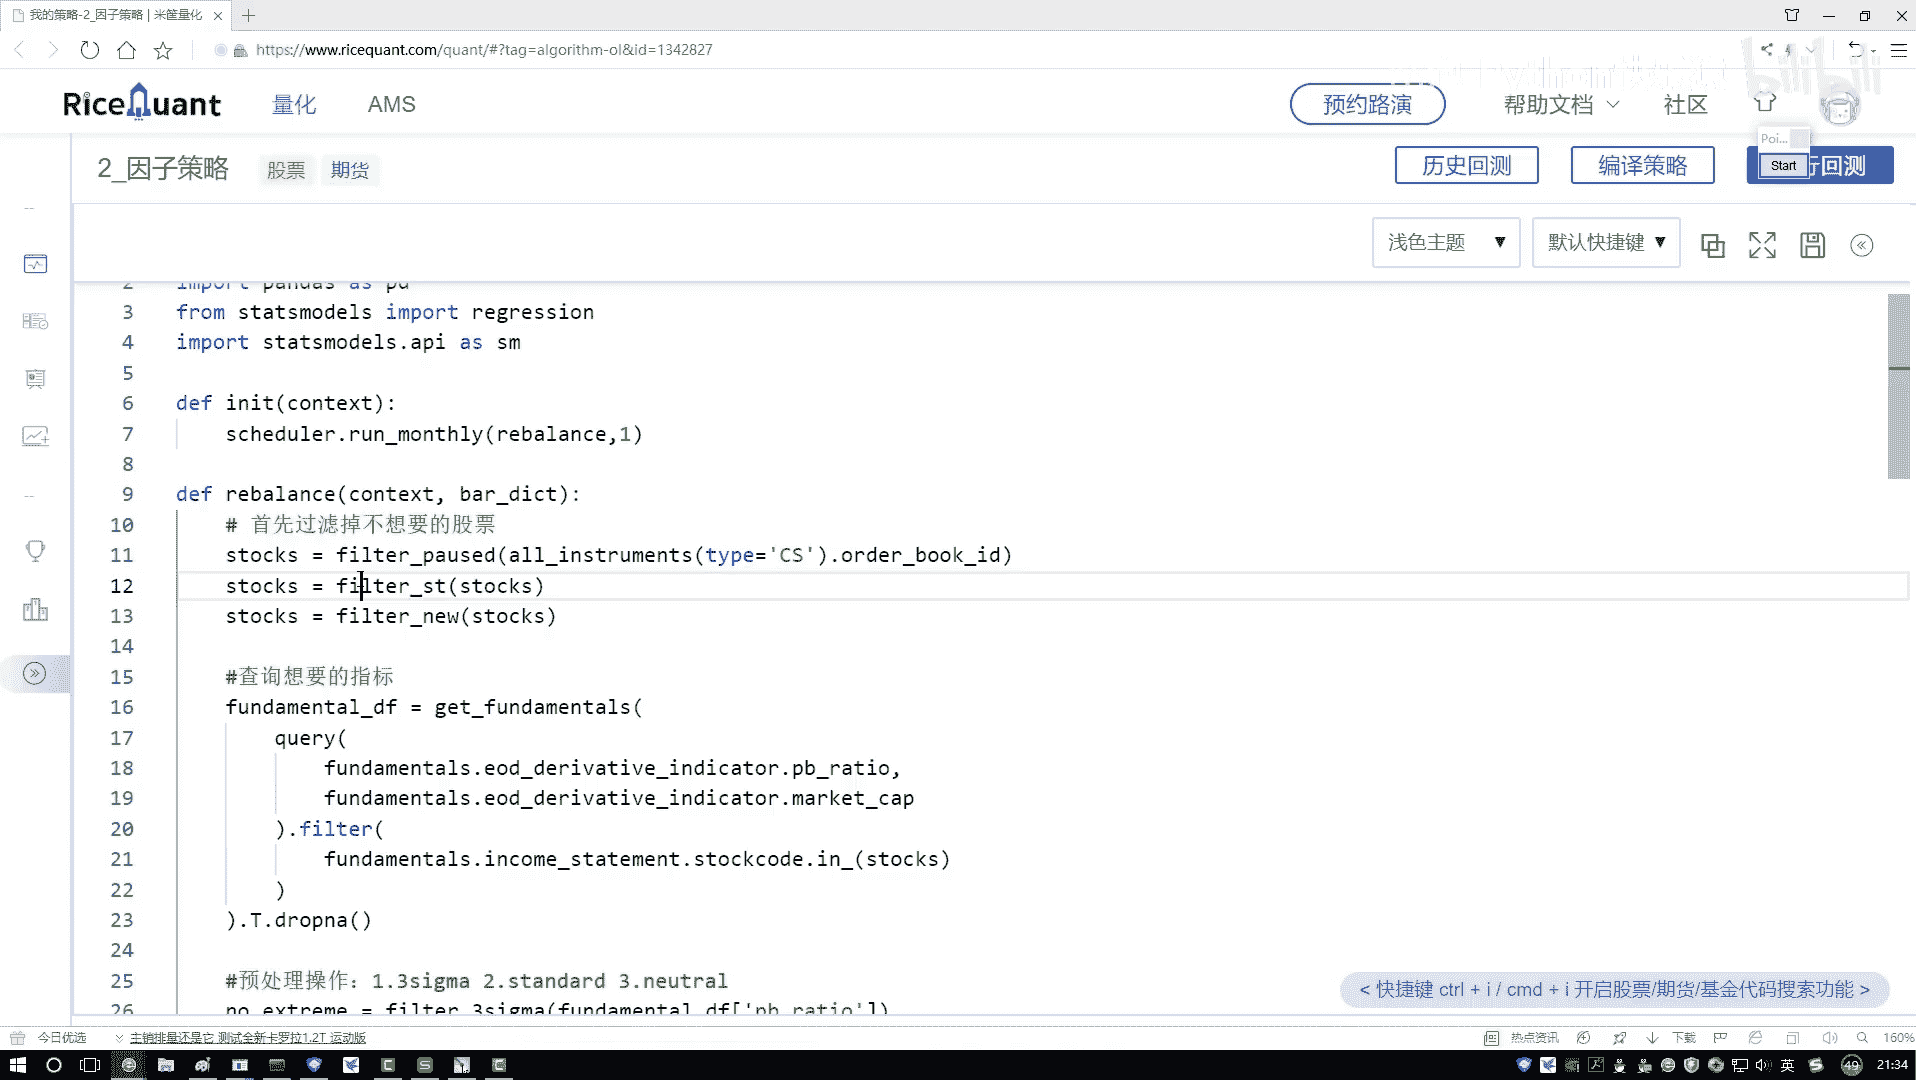 我的策略-2_因子策略 | 米筐量化
https://www.ricequant.com/quant/#?tag=algorithm-ol&id=1342827
RiceQuant
量化
AMS
预约路演
帮助文档
社区
bilibili
Poi...
Start
2_因子策略
股票
期货
历史回测
编译策略
行回测
浅色主题
默认快捷键
2 import pandas as pd
3 from statsmodels import regression
4 import statsmodels.api as sm
5
6 def init(context):
7 scheduler.run_monthly(rebalance,1)
8
9 def rebalance(context, bar_dict):
10 # 首先过滤掉不想要的股票
11 stocks = filter_paused(all_instruments(type='CS').order_book_id)
12 stocks = filter_st(stocks)
13 stocks = filter_new(stocks)
14
15 #查询想要的指标
16 fundamental_df = get_fundamentals(
17 query(
18 fundamentals.eod_derivative_indicator.pb_ratio,
19 fundamentals.eod_derivative_indicator.market_cap
20 ).filter(
21 fundamentals.income_statement.stockcode.in_(stocks)
22 )
23 ).T.dropna()
24
25 #预处理操作：1.3sigma 2.standard 3.neutral
26 no_extreme = filter_3sigma(fundamental_df['pb_ratio'])
< 快捷键 ctrl + i / cmd + i 开启股票/期货/基金代码搜索功能 >
今日优选
主销排量还是它 测试全新卡罗拉1.2T 运动版
热点资讯
下载
160%
英
49
21:34